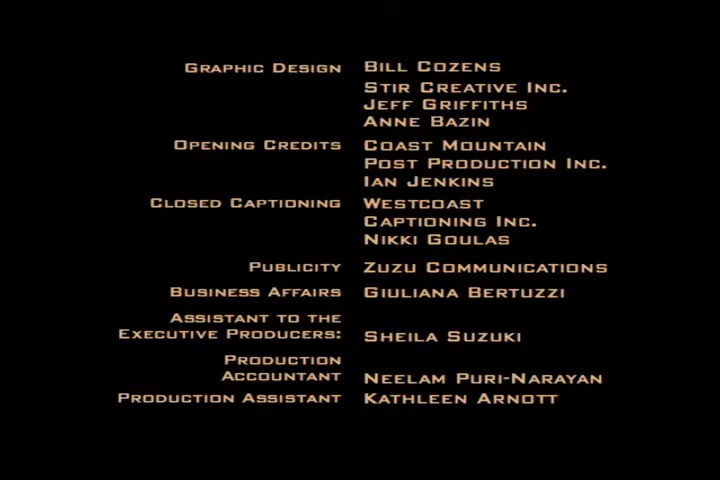 Graphic Design Bill Cozens
Stir Creative Inc.
Jeff Griffiths
Anne Bazin
Opening Credits Coast Mountain
Post Production Inc.
Ian Jenkins
Closed Captioning Westcoast
Captioning Inc.
Nikki Goulas
Publicity Zuzu Communications
Business Affairs Giuliana Bertuzzi
Assistant to the
Executive Producers: Sheila Suzuki
Production
Accountant Neelam Puri-Narayan
Production Assistant Kathleen Arnott